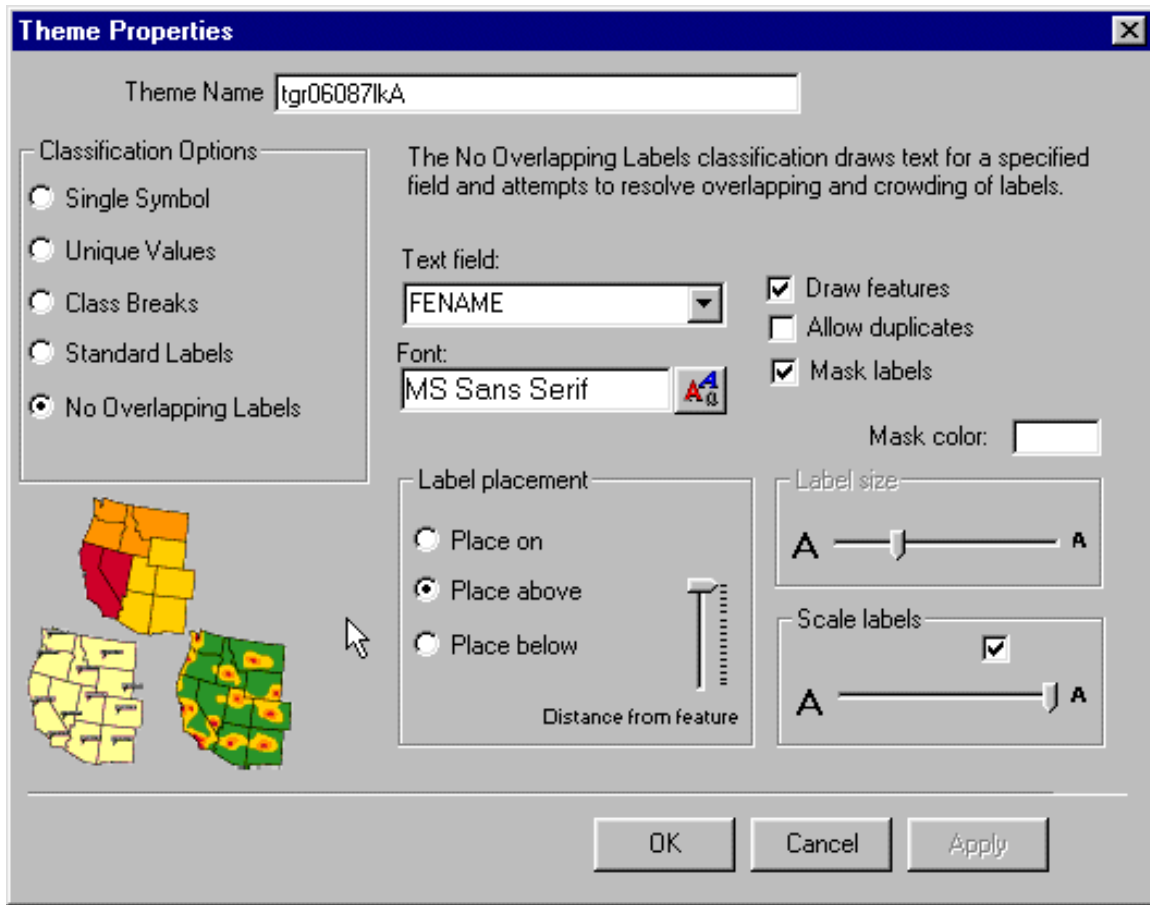 Theme Properties
Theme Name tgr06087lkA
Classification Options
Single Symbol
Unique Values
Class Breaks
Standard Labels
No Overlapping Labels
The No Overlapping Labels classification draws text for a specified
field and attempts to resolve overlapping and crowding of labels.
Text field:
FENAME
Font:
MS Sans Serif
Draw features
Allow duplicates
Mask labels
Mask color:
Label placement
Place on
Place above
Place below
Distance from feature
Label size
A A
Scale labels
A A
OK Cancel Apply